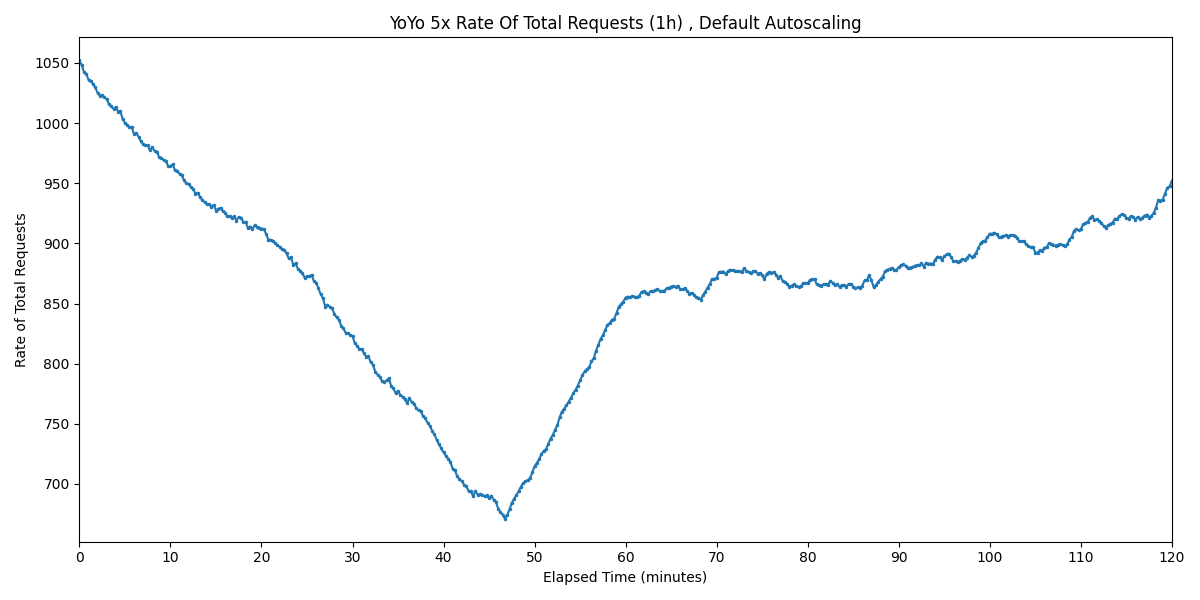 YoYo 5x Rate Of Total Requests (1h) , Default Autoscaling
Rate of Total Requests
1050
1000
950
900
850
800
750
700
0 10 20 30 40 50 60 70 80 90 100 110 120
Elapsed Time (minutes)